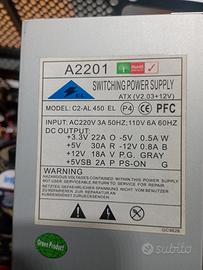 A2201
RoHS
SWITCHING POWER SUPPLY
ATX (V2.03+12V)
MODEL: C2-AL 450 EL P4 CE PFC
INPUT:AC220V 3A 50HZ;110V 6A 60HZ
DC OUTPUT:
+3.3V 22A O -5V 0.5A W
+5V 30A R -12V 0.8A B
+12V 18A Y P.G. GRAY
+5VSB 2A P PS-ON G
WARNING
GC9628
Green Product
subito